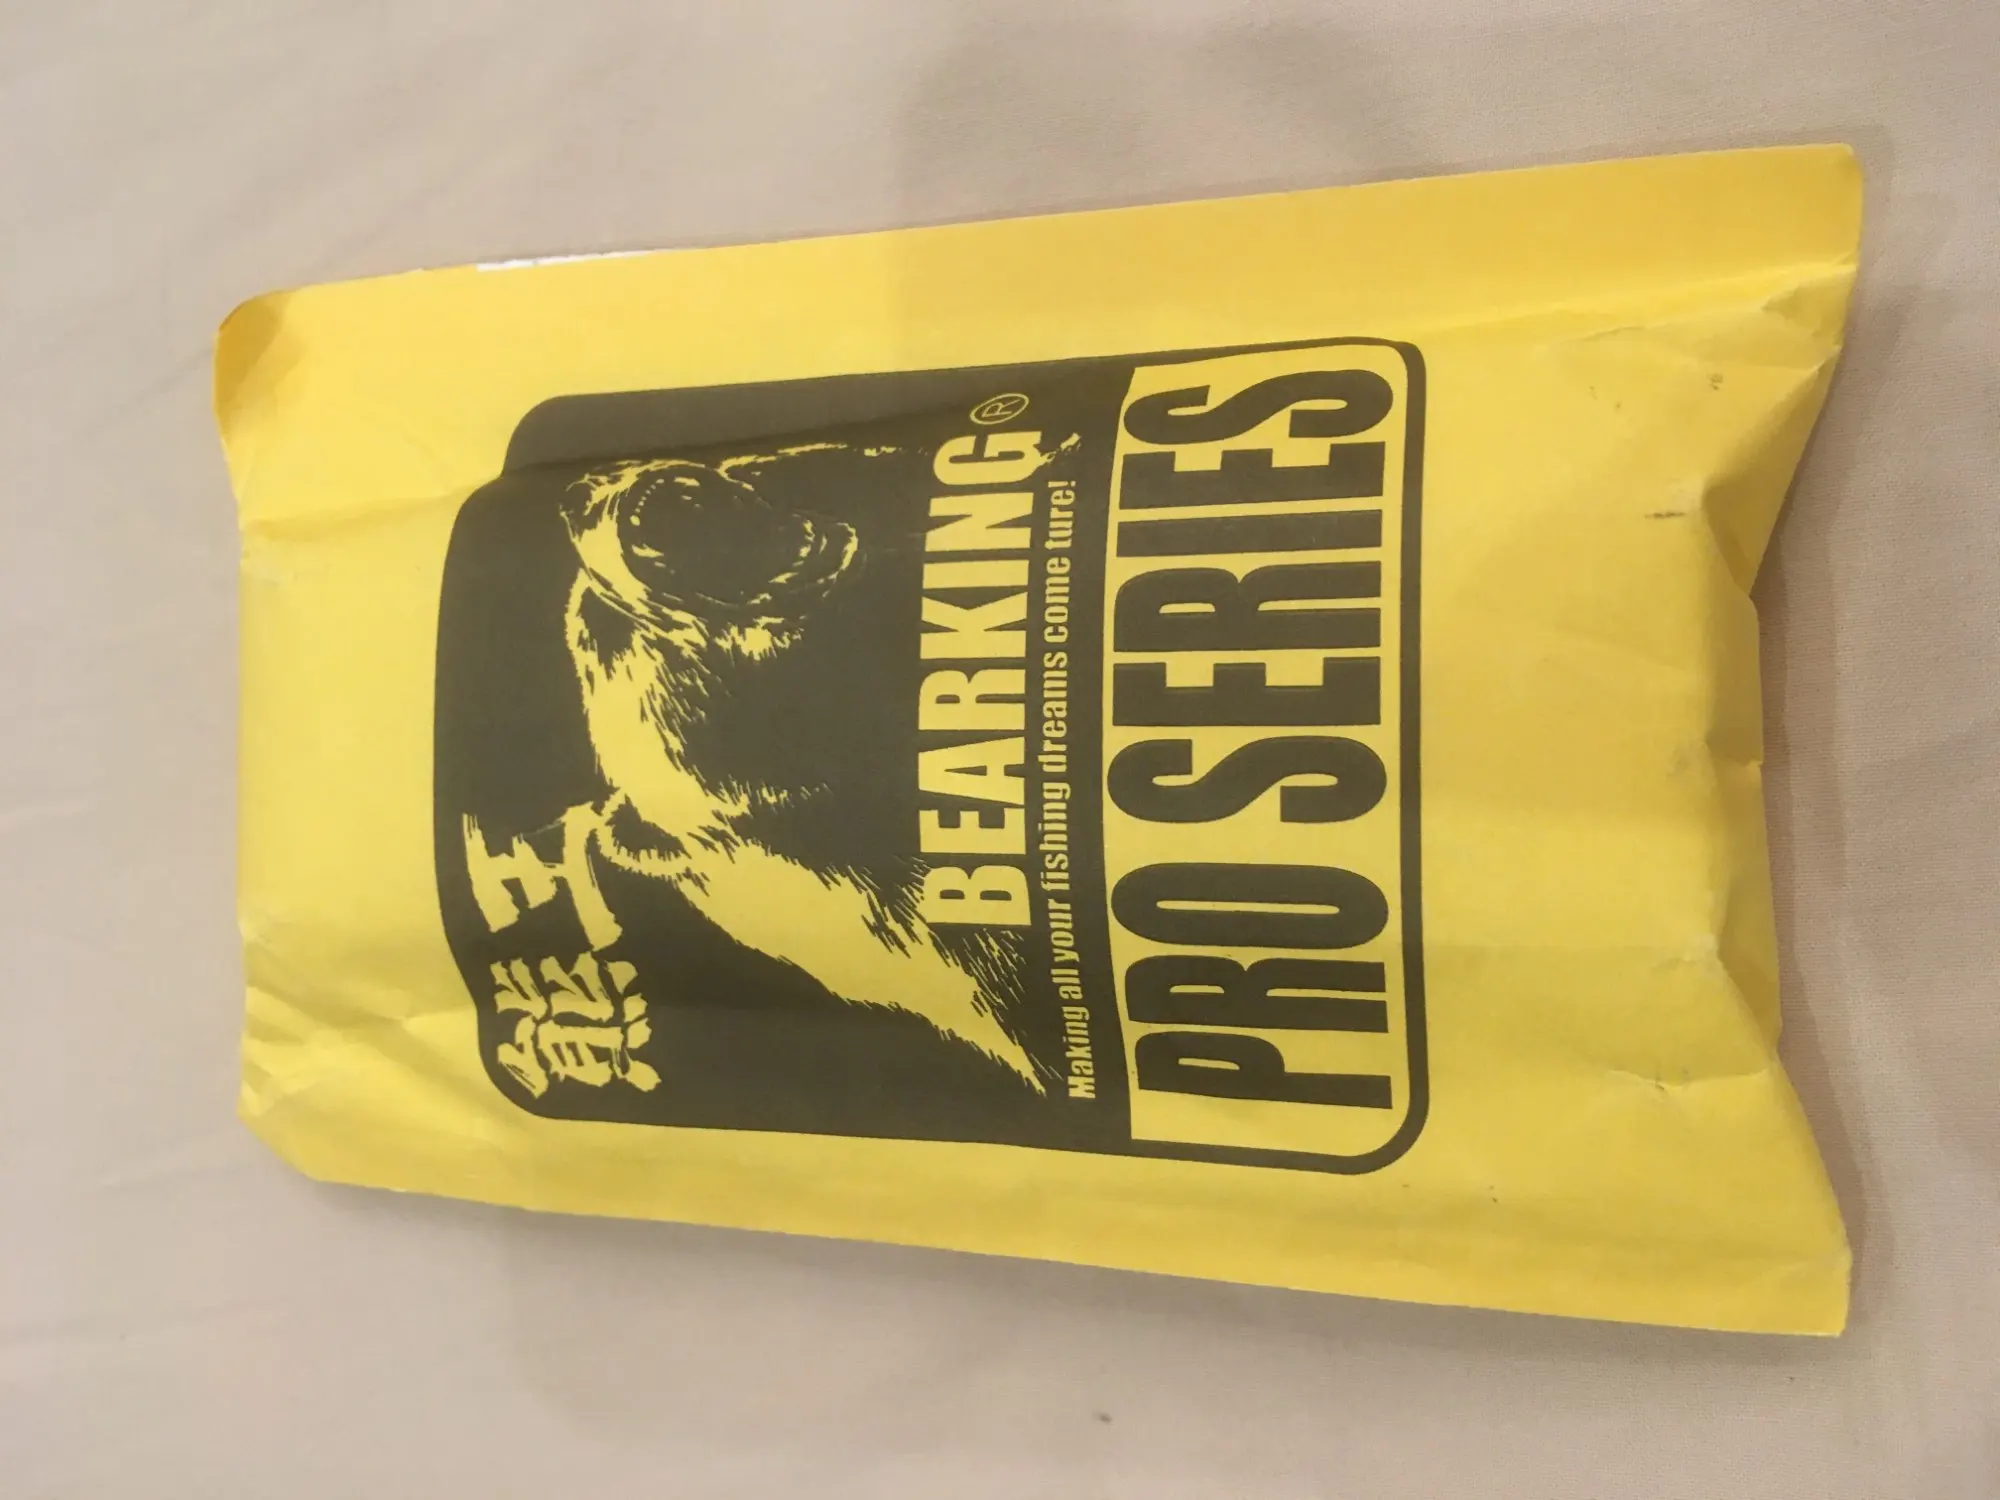 熊王
BEARKING®
Making all your fishing dreams come ture!
PRO SERIES